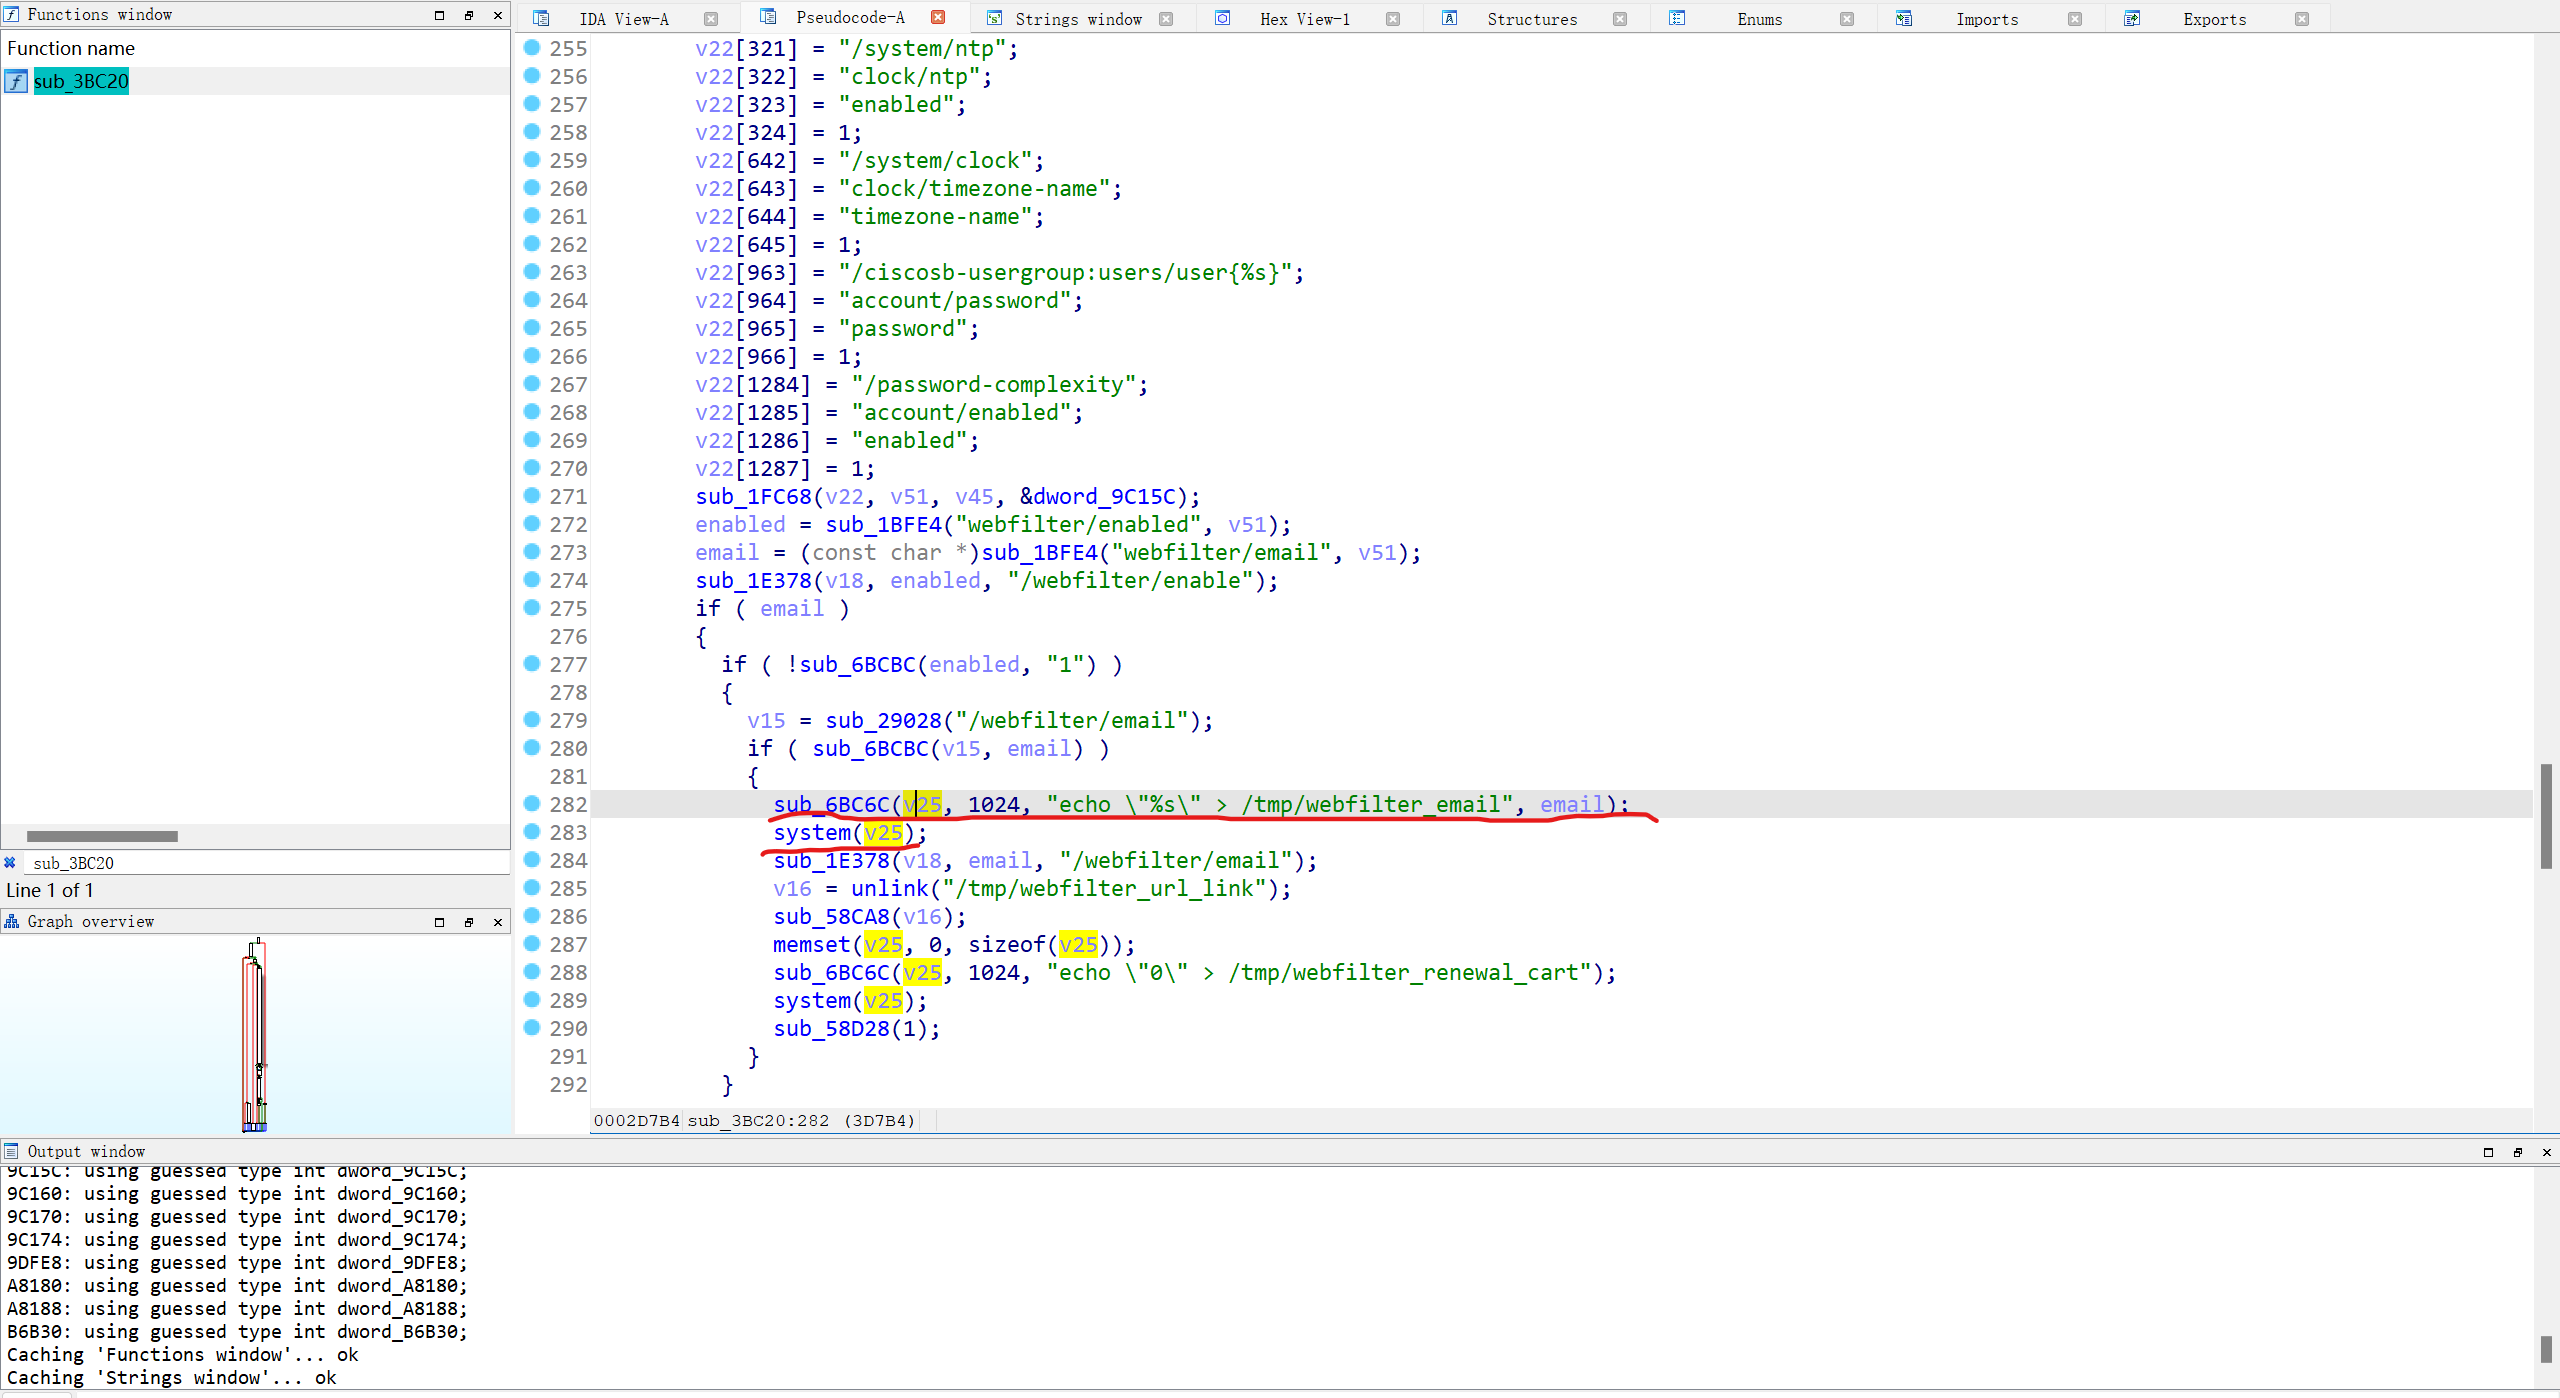 Functions window
Function name
sub_3BC20
sub_3BC20
Line 1 of 1
Graph overview
IDA View-A
Pseudocode-A
Strings window
Hex View-1
Structures
Enums
Imports
Exports
255 v22[321] = "/system/ntp";
256 v22[322] = "clock/ntp";
257 v22[323] = "enabled";
258 v22[324] = 1;
259 v22[642] = "/system/clock";
260 v22[643] = "clock/timezone-name";
261 v22[644] = "timezone-name";
262 v22[645] = 1;
263 v22[963] = "/ciscosb-usergroup:users/user{%s}";
264 v22[964] = "account/password";
265 v22[965] = "password";
266 v22[966] = 1;
267 v22[1284] = "/password-complexity";
268 v22[1285] = "account/enabled";
269 v22[1286] = "enabled";
270 v22[1287] = 1;
271 sub_1FC68(v22, v51, v45, &dword_9C15C);
272 enabled = sub_1BFE4("webfilter/enabled", v51);
273 email = (const char *)sub_1BFE4("webfilter/email", v51);
274 sub_1E378(v18, enabled, "/webfilter/enable");
275 if ( email )
276 {
277 if ( !sub_6BCBC(enabled, "1") )
278 {
279 v15 = sub_29028("/webfilter/email");
280 if ( sub_6BCBC(v15, email) )
281 {
282 sub_6BC6C(v25, 1024, "echo \"%s\" > /tmp/webfilter_email", email);
283 system(v25);
284 sub_1E378(v18, email, "/webfilter/email");
285 v16 = unlink("/tmp/webfilter_url_link");
286 sub_58CA8(v16);
287 memset(v25, 0, sizeof(v25));
288 sub_6BC6C(v25, 1024, "echo \"0\" > /tmp/webfilter_renewal_cart");
289 system(v25);
290 sub_58D28(1);
291 }
292 }
0002D7B4 sub_3BC20:282 (3D7B4)
Output window
9C15C: using guessed type int dword_9C15C;
9C160: using guessed type int dword_9C160;
9C170: using guessed type int dword_9C170;
9C174: using guessed type int dword_9C174;
9DFE8: using guessed type int dword_9DFE8;
A8180: using guessed type int dword_A8180;
A8188: using guessed type int dword_A8188;
B6B30: using guessed type int dword_B6B30;
Caching 'Functions window'... ok
Caching 'Strings window'... ok